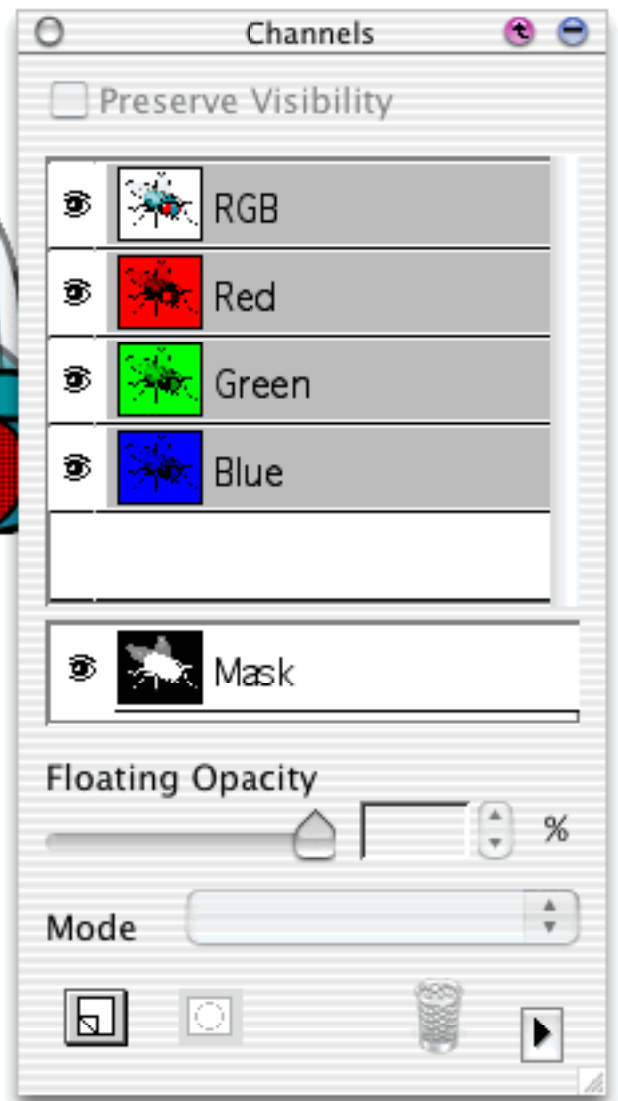 Channels
Preserve Visibility
RGB
Red
Green
Blue
Mask
Floating Opacity
%
Mode